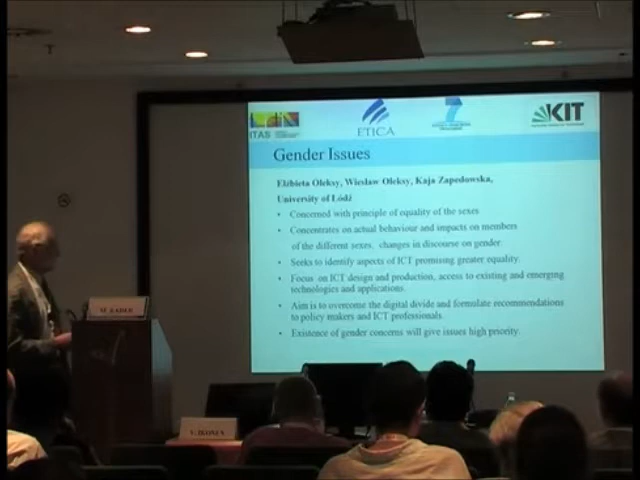 ITAS
ETICA
7
KIT
Gender Issues
Elżbieta Oleksy, Wiesław Oleksy, Kaja Zapędowska,
University of Łódź
• Concerned with principle of equality of the sexes
• Concentrates on actual behaviour and impacts on members
of the different sexes, changes in discourse on gender.
• Seeks to identify aspects of ICT promising greater equality.
• Focus on ICT design and production, access to existing and emerging
technologies and applications.
• Aim is to overcome the digital divide and formulate recommendations
to policy makers and ICT professionals.
• Existence of gender concerns will give issues high priority.
M. RADER
V. IKONEN